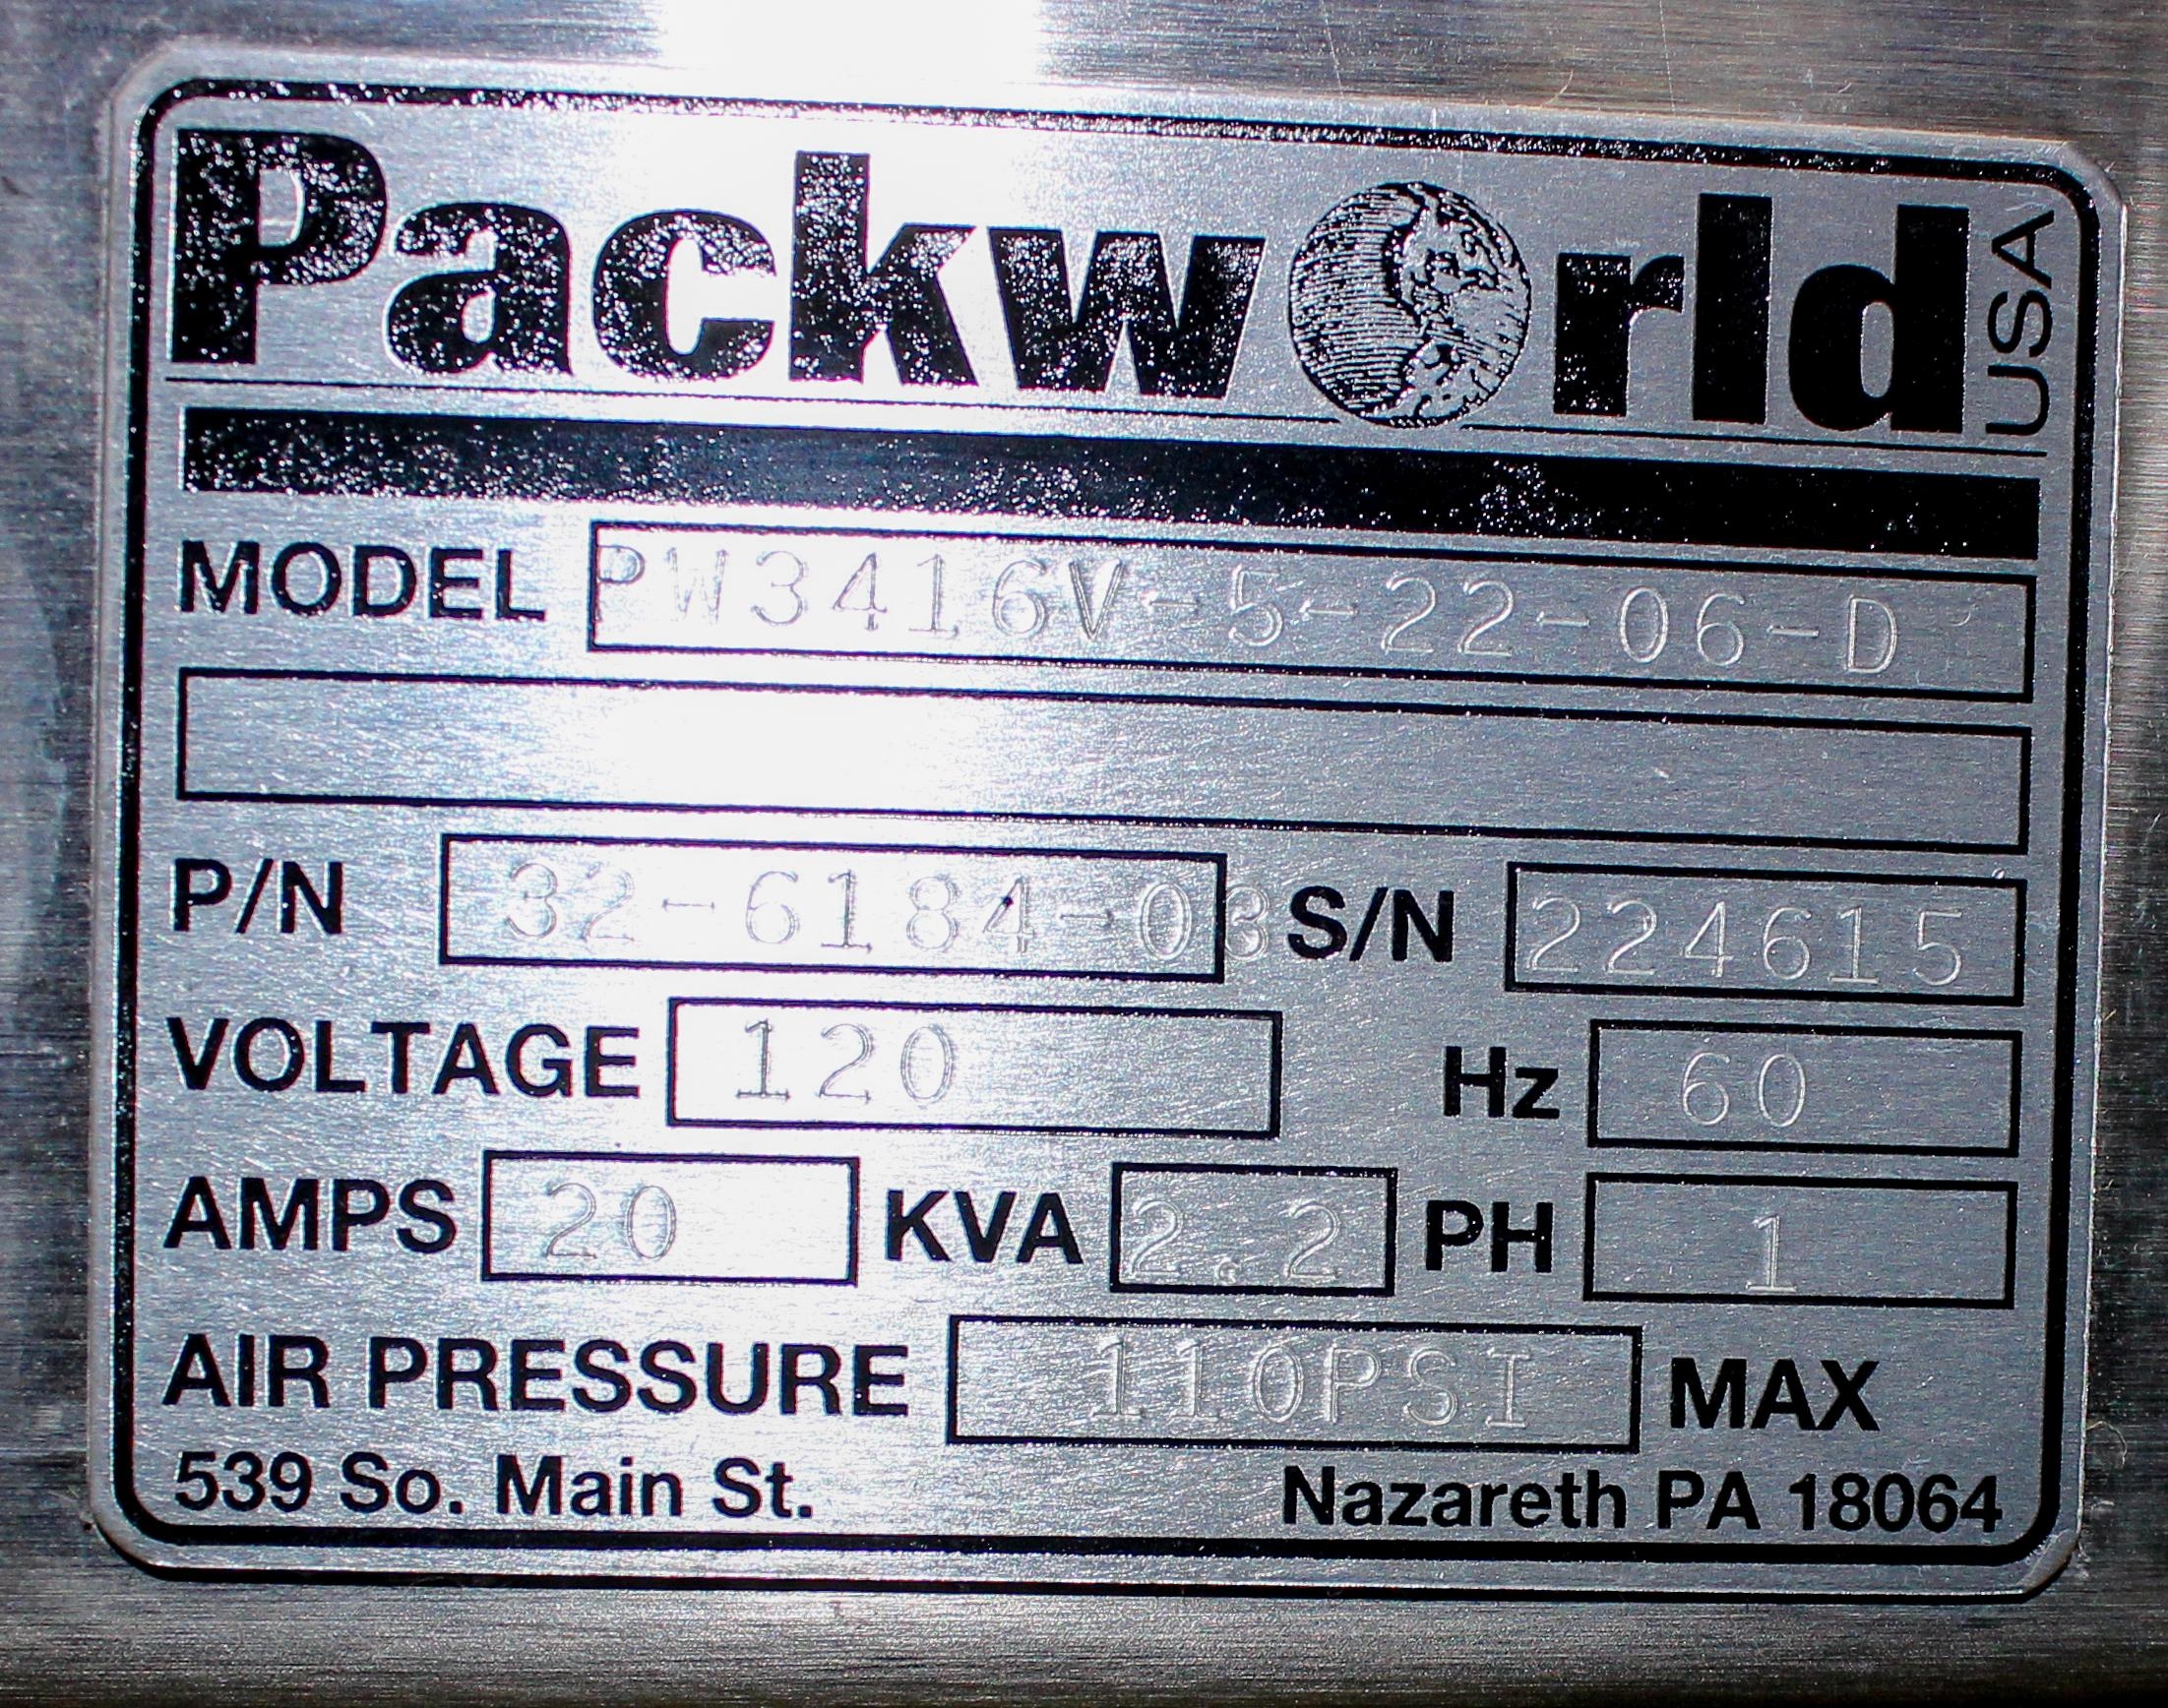 Packworld USA
MODEL PW3416V-5-22-06-D
P/N 32-6184-03 S/N 224615
VOLTAGE 120 Hz 60
AMPS 20 KVA 2.2 PH 1
AIR PRESSURE 110PSI MAX
539 So. Main St. Nazareth PA 18064